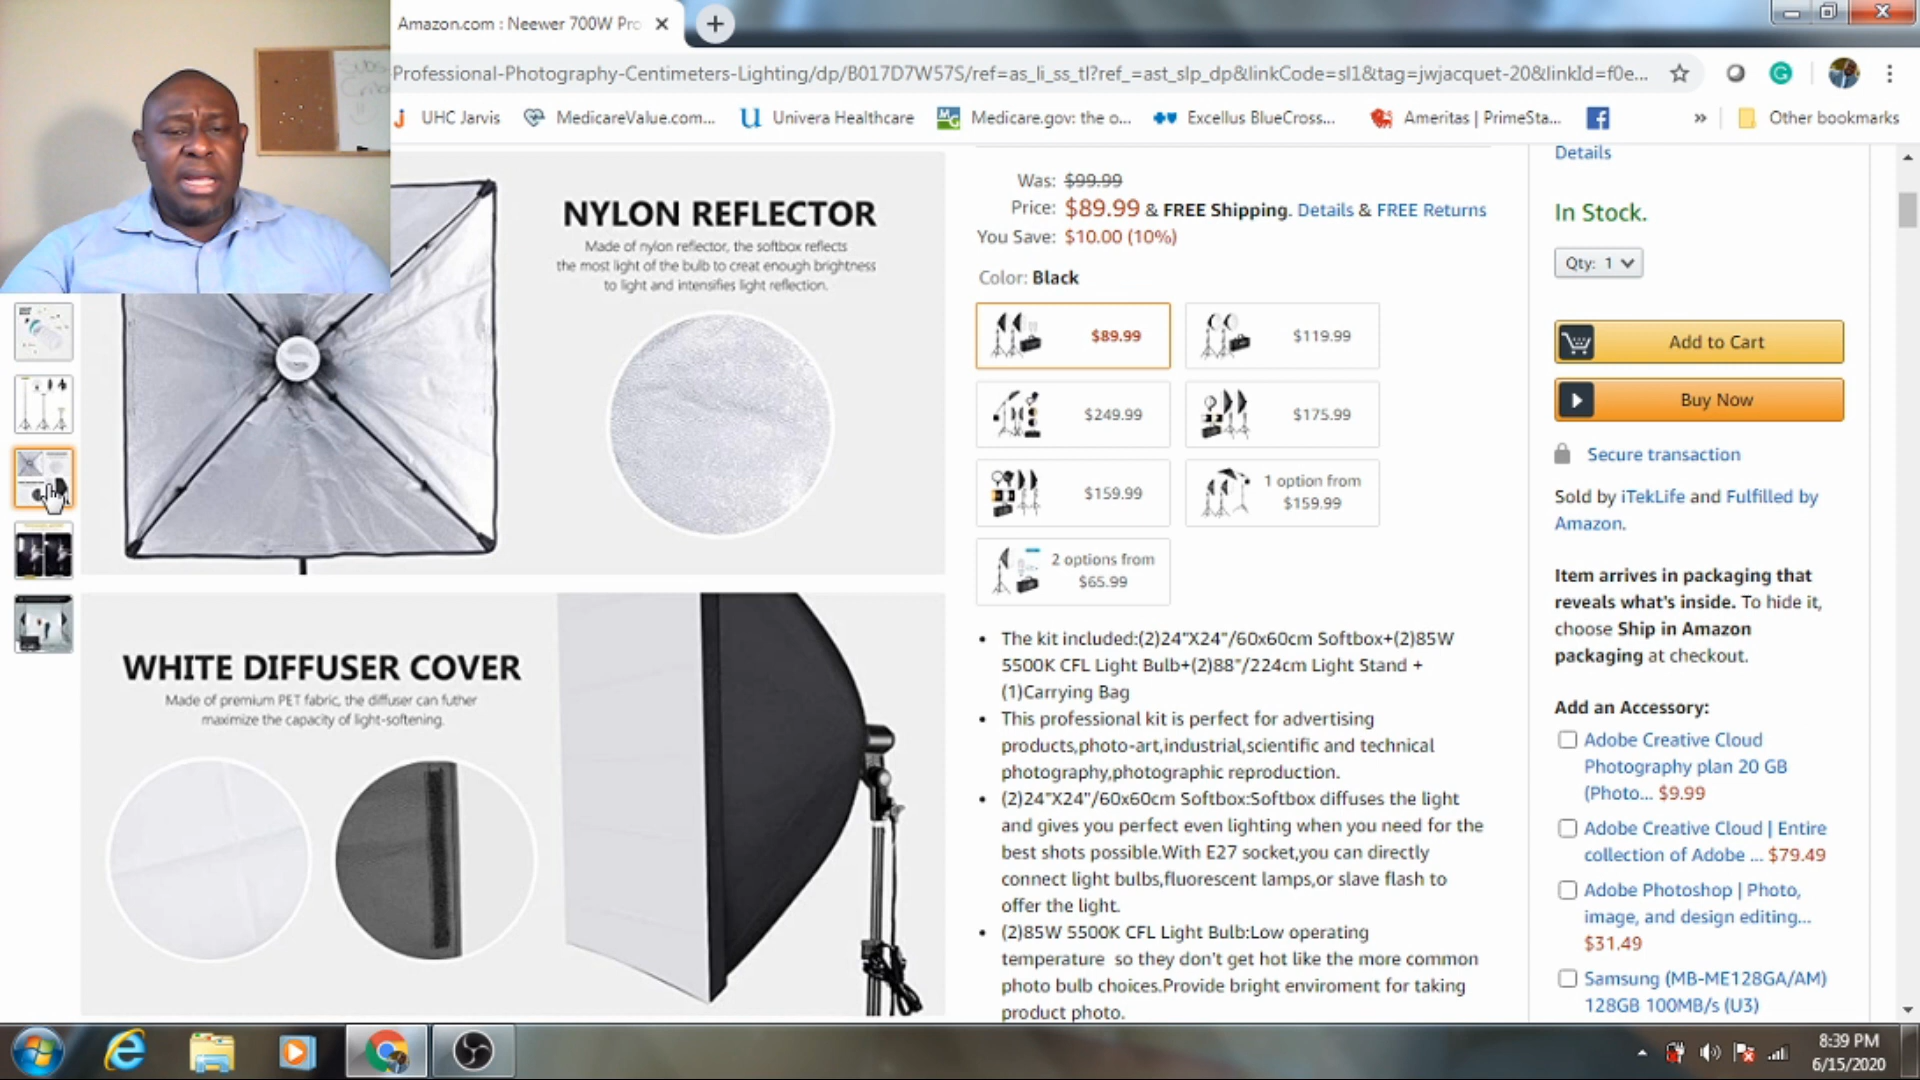 Amazon.com : Neewer 700W Pro
Professional-Photography-Centimeters-Lighting/dp/B017D7W57S/ref=as_li_ss_tl?ref_=ast_slp_dp&linkCode=sl1&tag=jwjacquet-20&linkId=f0e...
UHC Jarvis
MedicareValue.com...
Univera Healthcare
Medicare.gov: the o...
Excellus BlueCross...
Ameritas | PrimeSta...
»
Other bookmarks
NYLON REFLECTOR
Made of nylon reflector, the softbox reflects
the most light of the bulb to creat enough brightness
to light and intensifies light reflection.
WHITE DIFFUSER COVER
Made of premium PET fabric, the diffuser can futher
maximize the capacity of light-softening.
Was: $99.99
Price: $89.99 & FREE Shipping. Details & FREE Returns
You Save: $10.00 (10%)
Color: Black
$89.99
$119.99
$249.99
$175.99
$159.99
1 option from
$159.99
2 options from
$65.99
• The kit included:(2)24"X24"/60x60cm Softbox+(2)85W
5500K CFL Light Bulb+(2)88"/224cm Light Stand +
(1)Carrying Bag
• This professional kit is perfect for advertising
products,photo-art,industrial,scientific and technical
photography,photographic reproduction.
• (2)24"X24"/60x60cm Softbox:Softbox diffuses the light
and gives you perfect even lighting when you need for the
best shots possible.With E27 socket,you can directly
connect light bulbs,fluorescent lamps,or slave flash to
offer the light.
• (2)85W 5500K CFL Light Bulb:Low operating
temperature so they don't get hot like the more common
photo bulb choices.Provide bright enviroment for taking
product photo.
Details
In Stock.
Qty: 1
Add to Cart
Buy Now
Secure transaction
Sold by iTekLife and Fulfilled by
Amazon.
Item arrives in packaging that
reveals what's inside. To hide it,
choose Ship in Amazon
packaging at checkout.
Add an Accessory:
Adobe Creative Cloud
Photography plan 20 GB
(Photo... $9.99
Adobe Creative Cloud | Entire
collection of Adobe ... $79.49
Adobe Photoshop | Photo,
image, and design editing...
$31.49
Samsung (MB-ME128GA/AM)
128GB 100MB/s (U3)
8:39 PM
6/15/2020